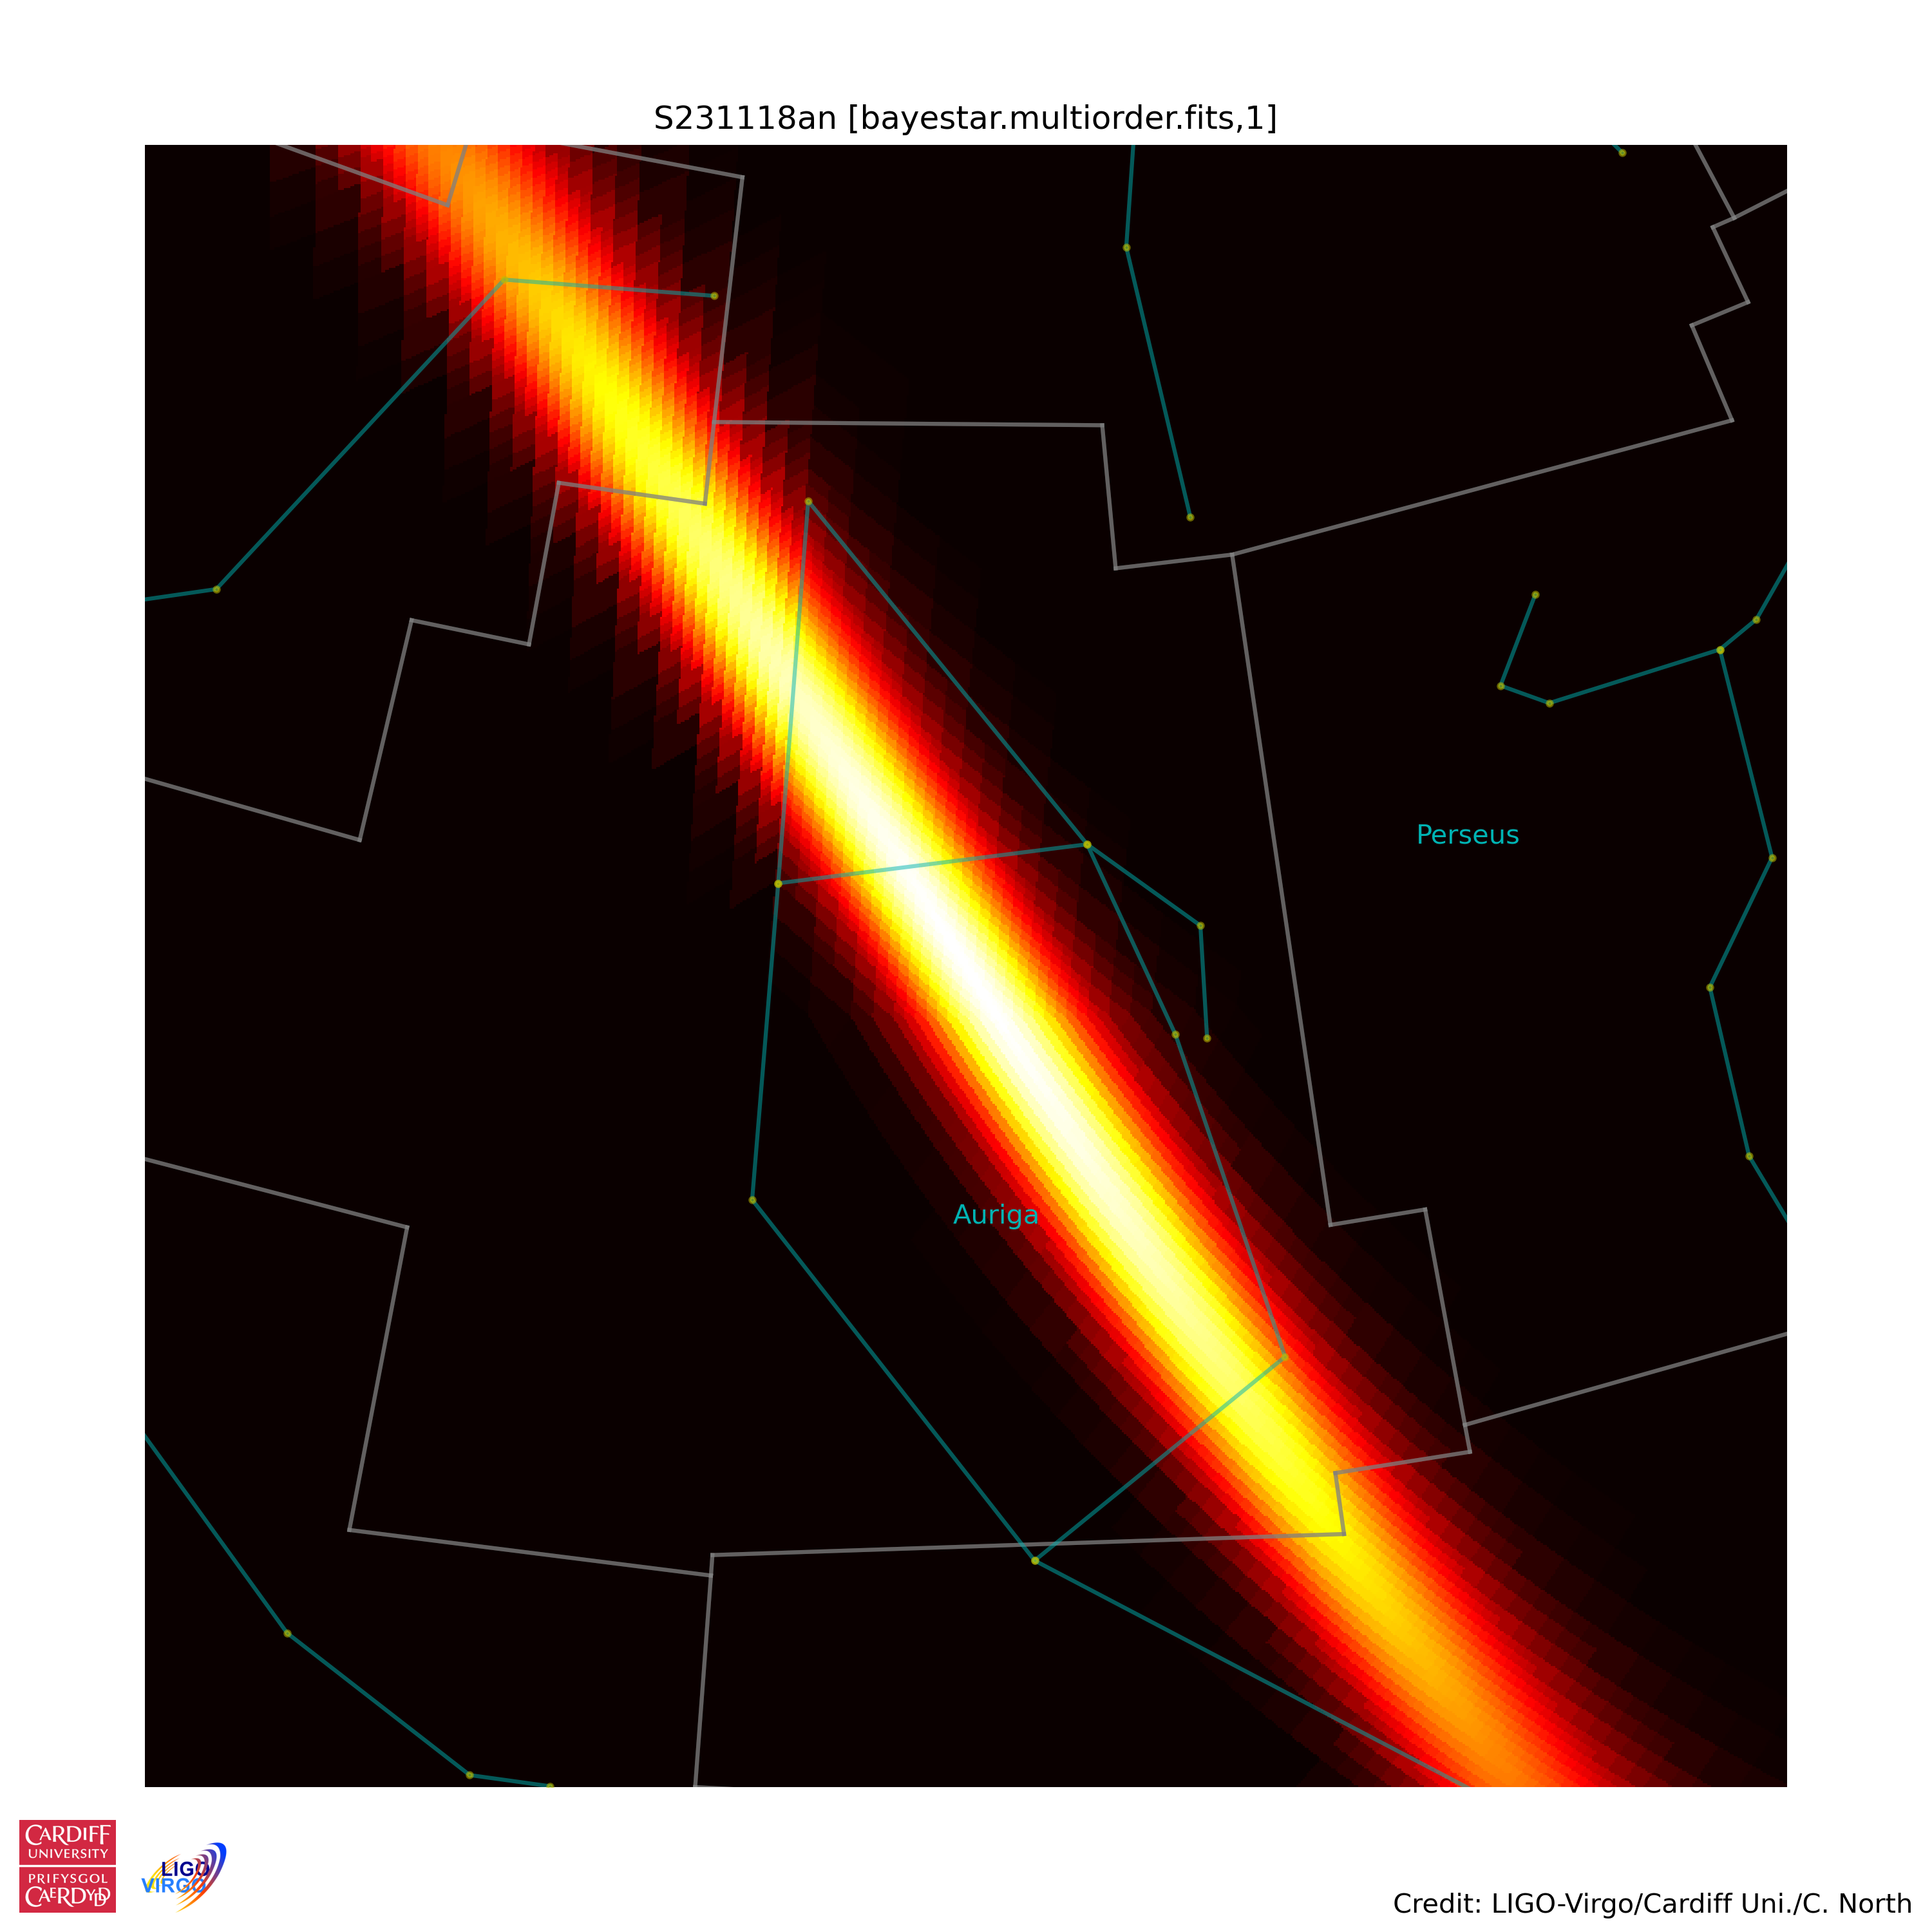 S231118an [bayestar.multiorder.fits,1]
Perseus
Auriga
CARDIFF
UNIVERSITY
PRIFYSGOL
CAERDYDD
LIGO
VIRGO
Credit: LIGO-Virgo/Cardiff Uni./C. North